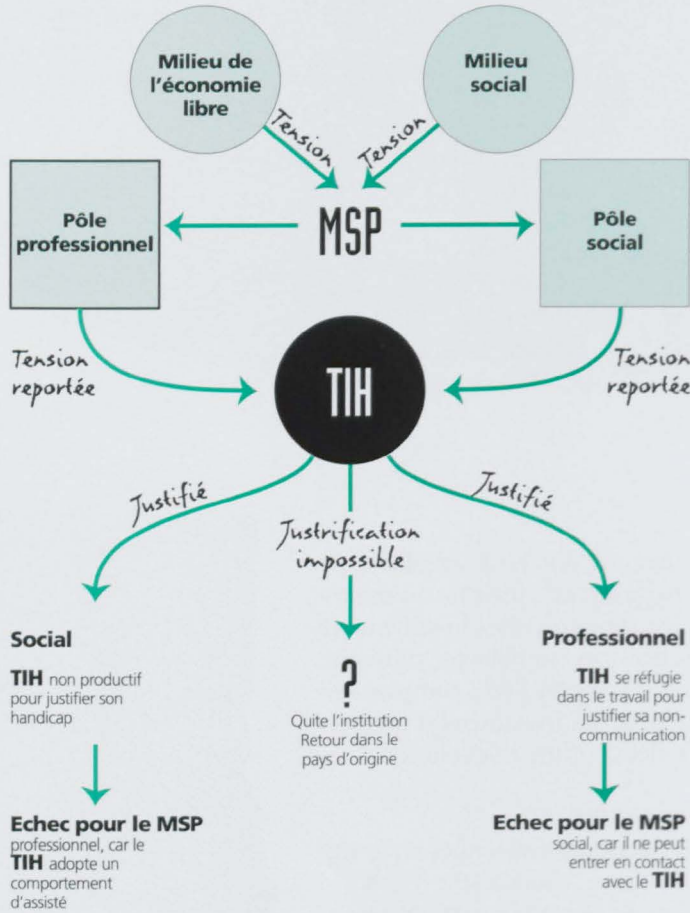 Milieu de
l'économie
libre
Milieu
social
Tension
Tension
Pôle
professionnel
MSP
Pôle
social
Tension
reportée
TIH
Tension
reportée
Justifié
Justrification
impossible
Justifié
Social
TIH non productif
pour justifier son
handicap
?
Quite l'institution
Retour dans le
pays d'origine
Professionnel
TIH se réfugie
dans le travail pour
justifier sa non-
communication
Echec pour le MSP
professionnel, car le
TIH adopte un
comportement
d'assisté
Echec pour le MSP
social, car il ne peut
entrer en contact
avec le TIH